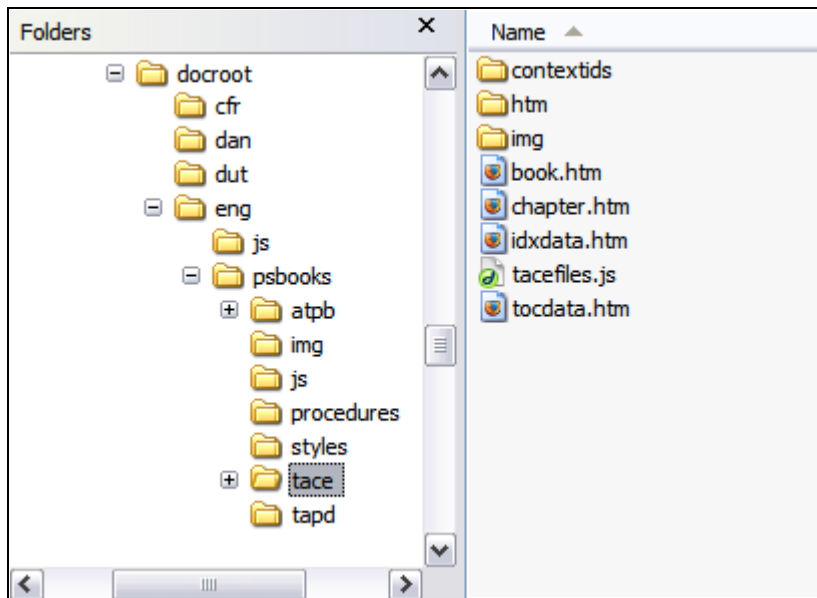 Folders
docroot
cfr
dan
dut
eng
js
psbooks
atpb
img
js
procedures
styles
tace
tapd
Name
contextids
htm
img
book.htm
chapter.htm
idxdata.htm
tacefiles.js
tocdata.htm